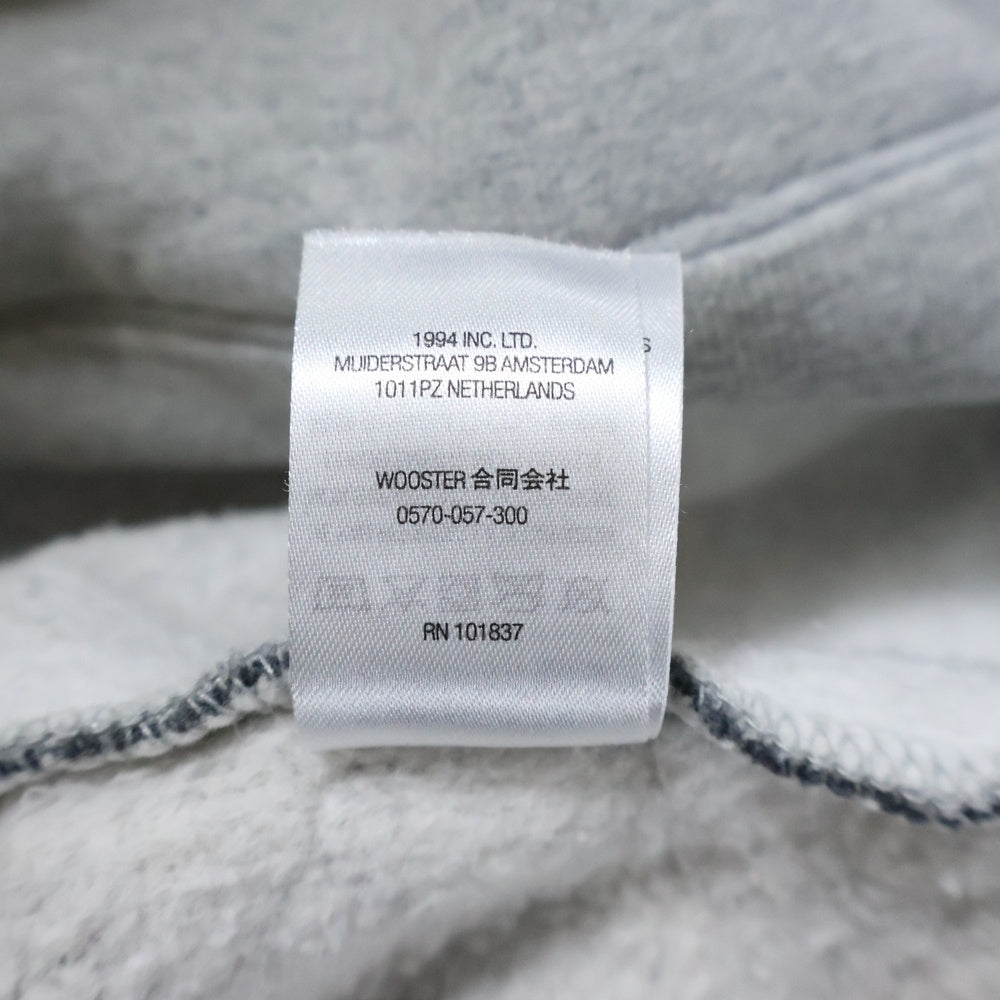 1994 INC. LTD.
MUIDERSTRAAT 9B AMSTERDAM
1011PZ NETHERLANDS
WOOSTER 合同会社
0570-057-300
RN 101837